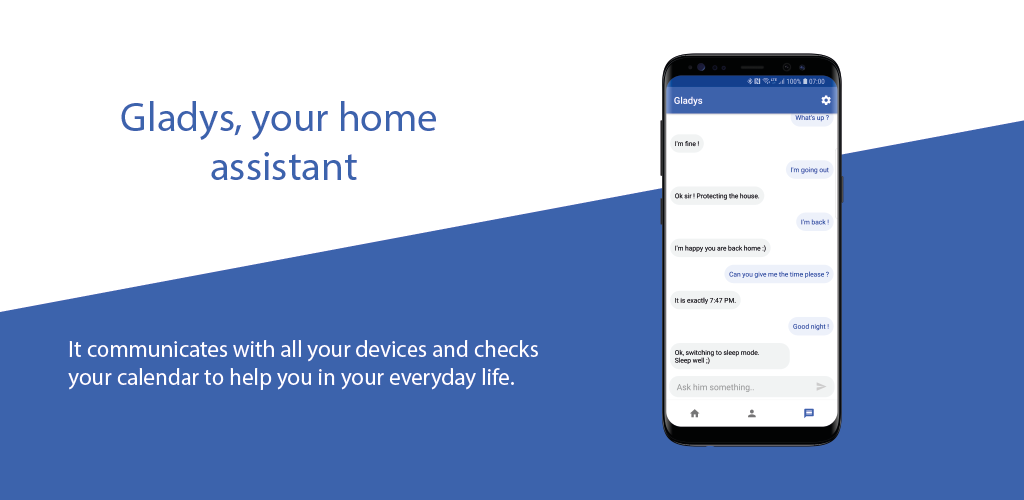 Gladys, your home
assistant
It communicates with all your devices and checks
your calendar to help you in your everyday life.
LTE 100% 07:00
Gladys
What's up ?
I'm fine !
I'm going out
Ok sir ! Protecting the house.
I'm back !
I'm happy you are back home :)
Can you give me the time please ?
It is exactly 7:47 PM.
Good night !
Ok, switching to sleep mode.
Sleep well ;)
Ask him something..